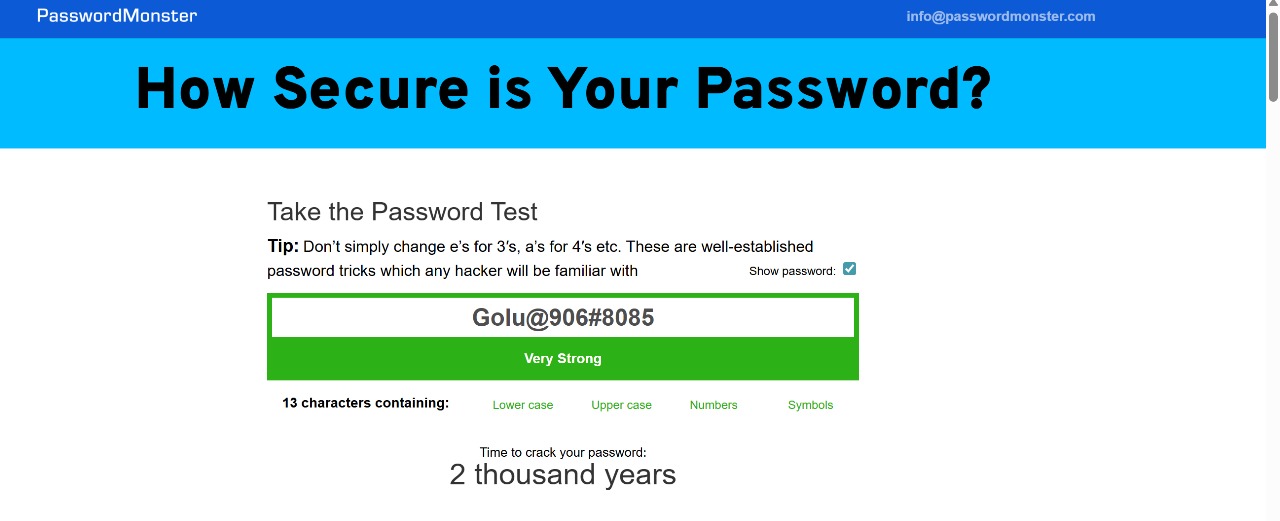 PasswordMonster
info@passwordmonster.com
How Secure is Your Password?
Take the Password Test
Tip: Don’t simply change e’s for 3′s, a’s for 4′s etc. These are well-established
password tricks which any hacker will be familiar with
Show password:
Golu@906#8085
Very Strong
13 characters containing:
Lower case
Upper case
Numbers
Symbols
Time to crack your password:
2 thousand years